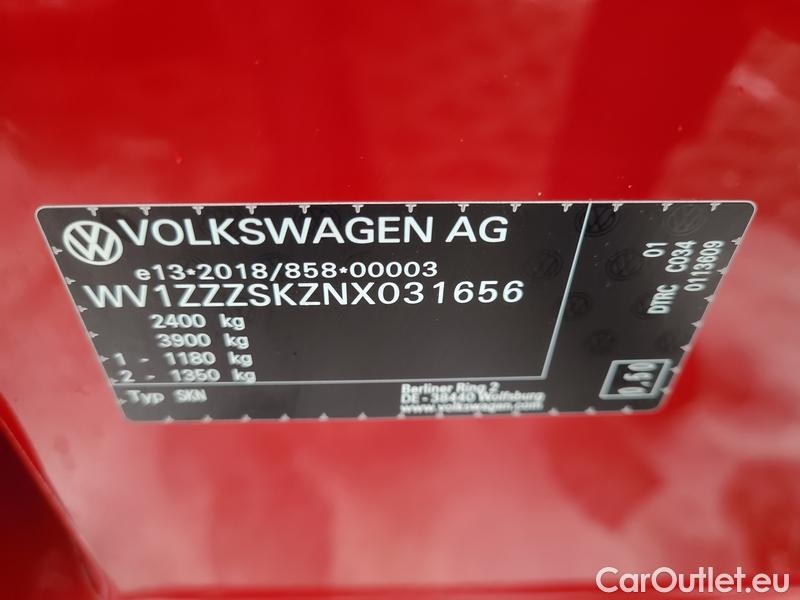 VOLKSWAGEN AG
e13*2018/858*00003
WV1ZZZSKZNX031656
2400 kg
3900 kg
1 - 1180 kg
2 - 1350 kg
Typ SKN
Berliner Ring 2
DE - 38440 Wolfsburg
www.volkswagen.com
01
DTRC C034
0113609
0.50
CarOutlet.eu